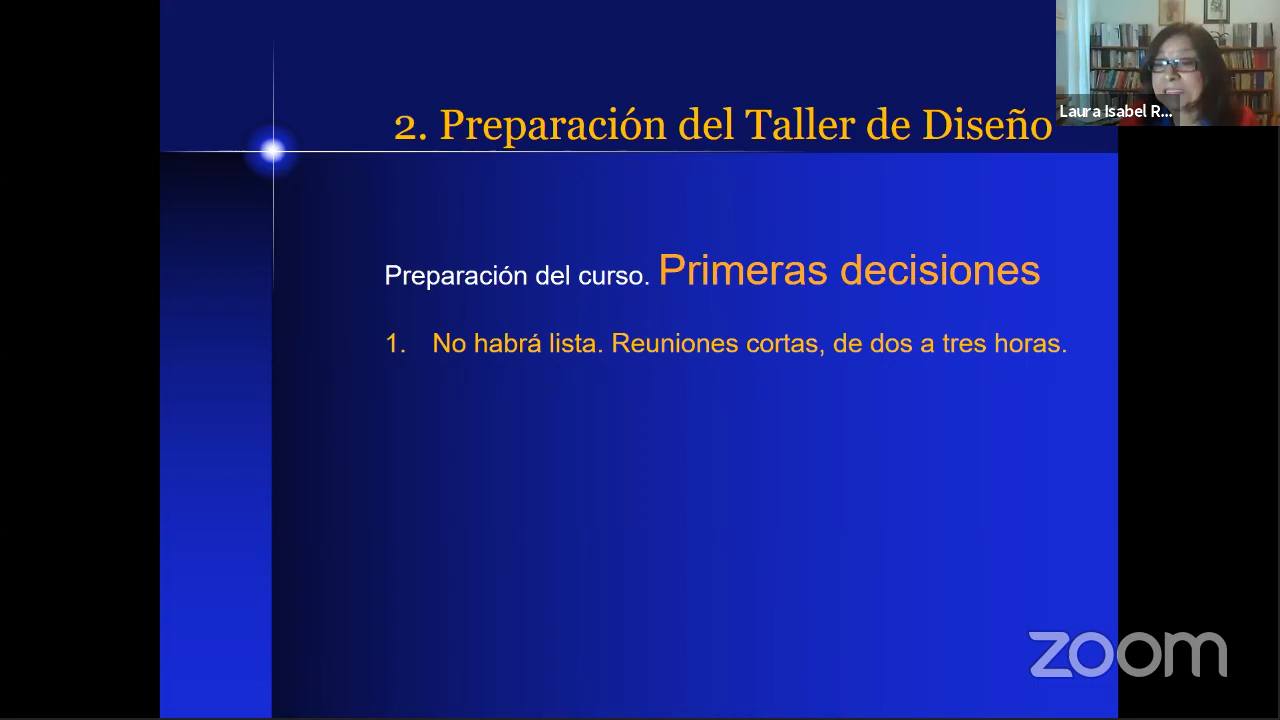 2. Preparación del Taller de Diseño
Laura Isabel R...
Preparación del curso. Primeras decisiones
1. No habrá lista. Reuniones cortas, de dos a tres horas.
zoom